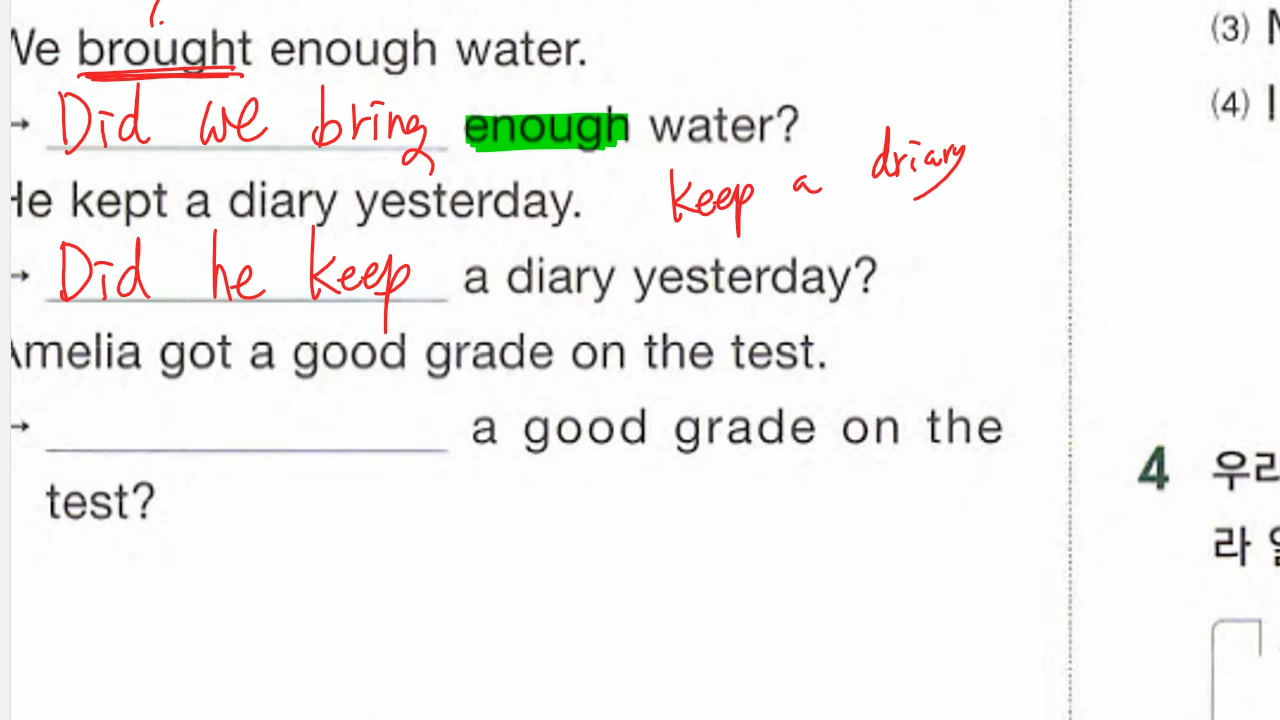 We brought enough water.
→ Did we bring enough water?
He kept a diary yesterday.
keep a driary
→ Did he keep a diary yesterday?
Amelia got a good grade on the test.
→ a good grade on the
test?
(3)
(4)
4 우리
라